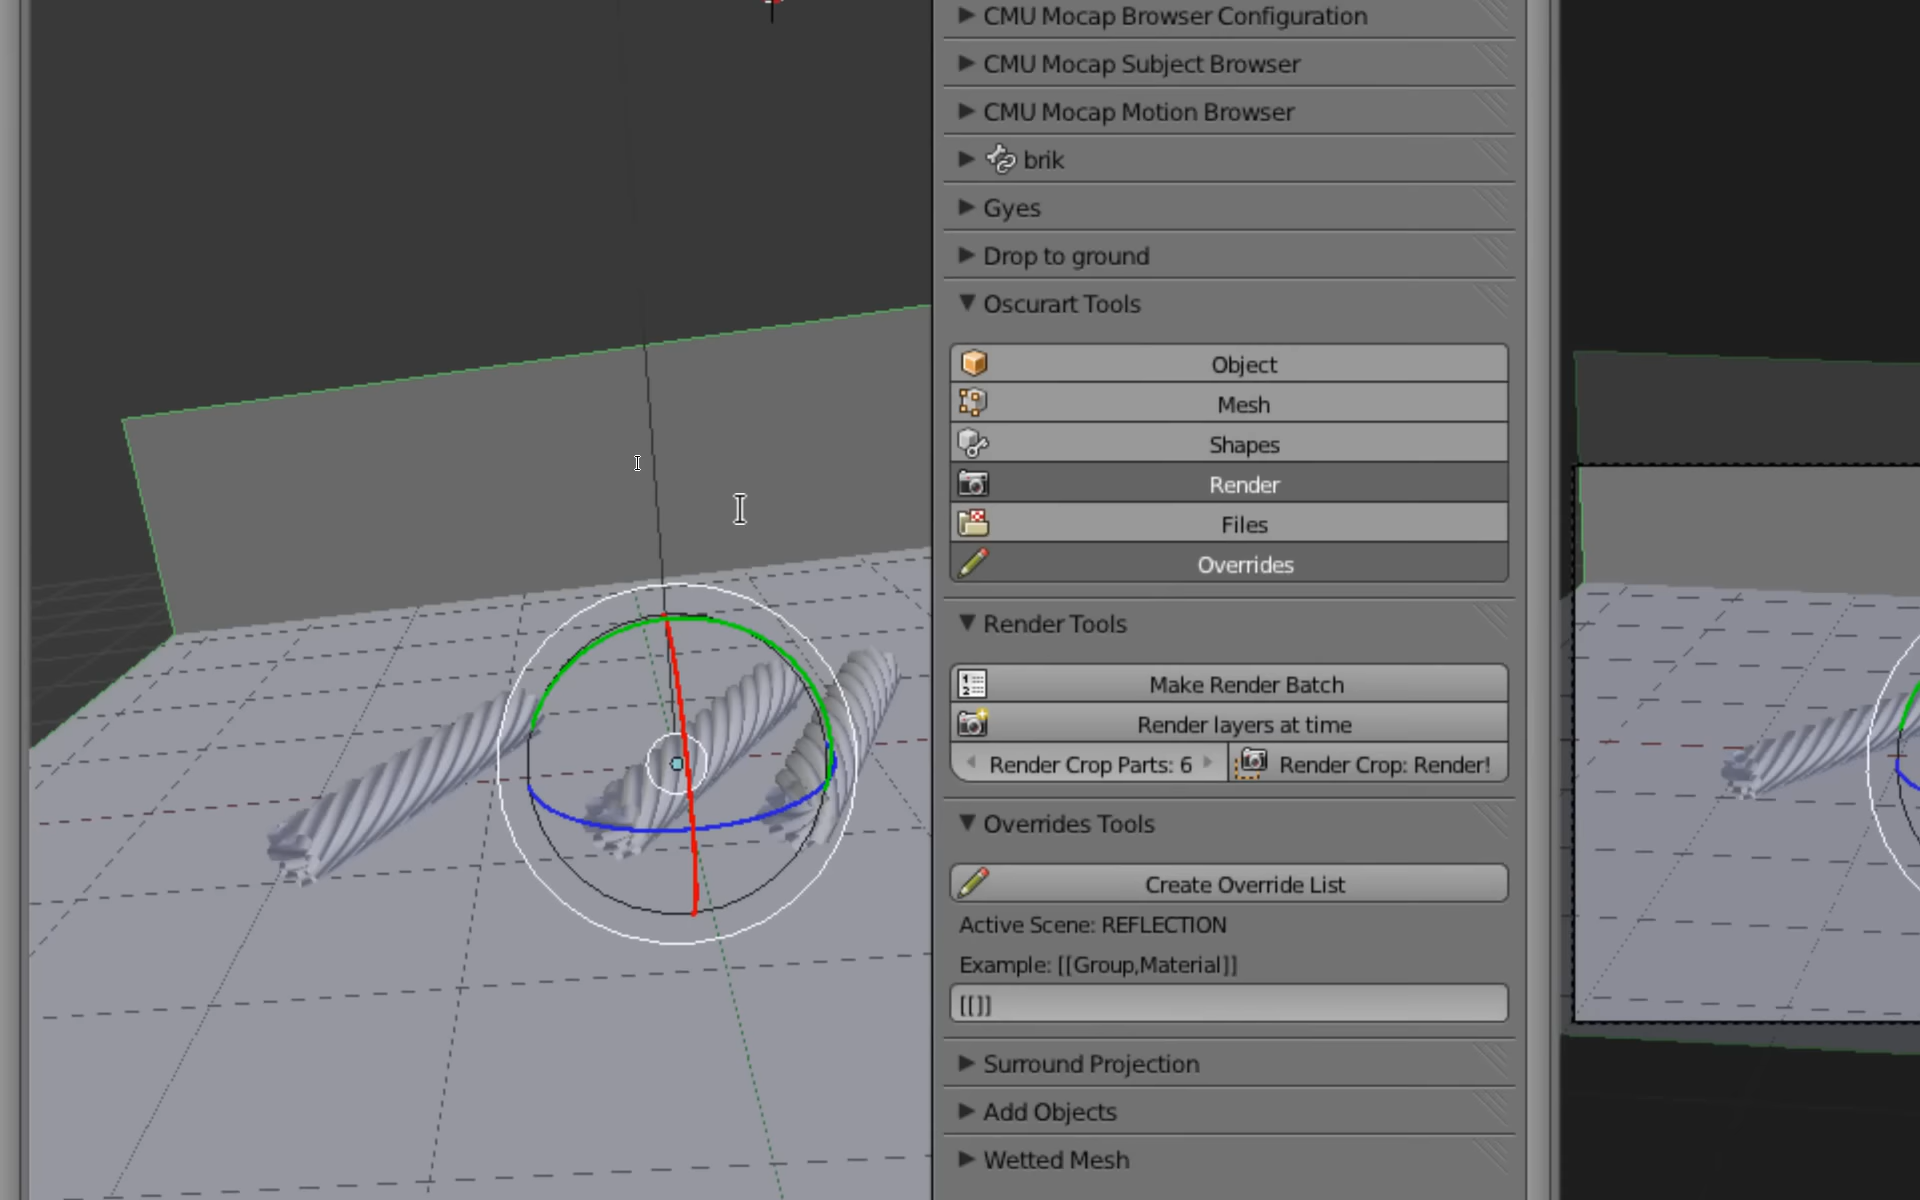 CMU Mocap Browser Configuration
CMU Mocap Subject Browser
CMU Mocap Motion Browser
brik
Gyes
Drop to ground
Oscurart Tools
Object
Mesh
Shapes
Render
Files
Overrides
Render Tools
Make Render Batch
Render layers at time
Render Crop Parts: 6 Render Crop: Render!
Overrides Tools
Create Override List
Active Scene: REFLECTION
Example: [[Group,Material]]
[[]]
Surround Projection
Add Objects
Wetted Mesh